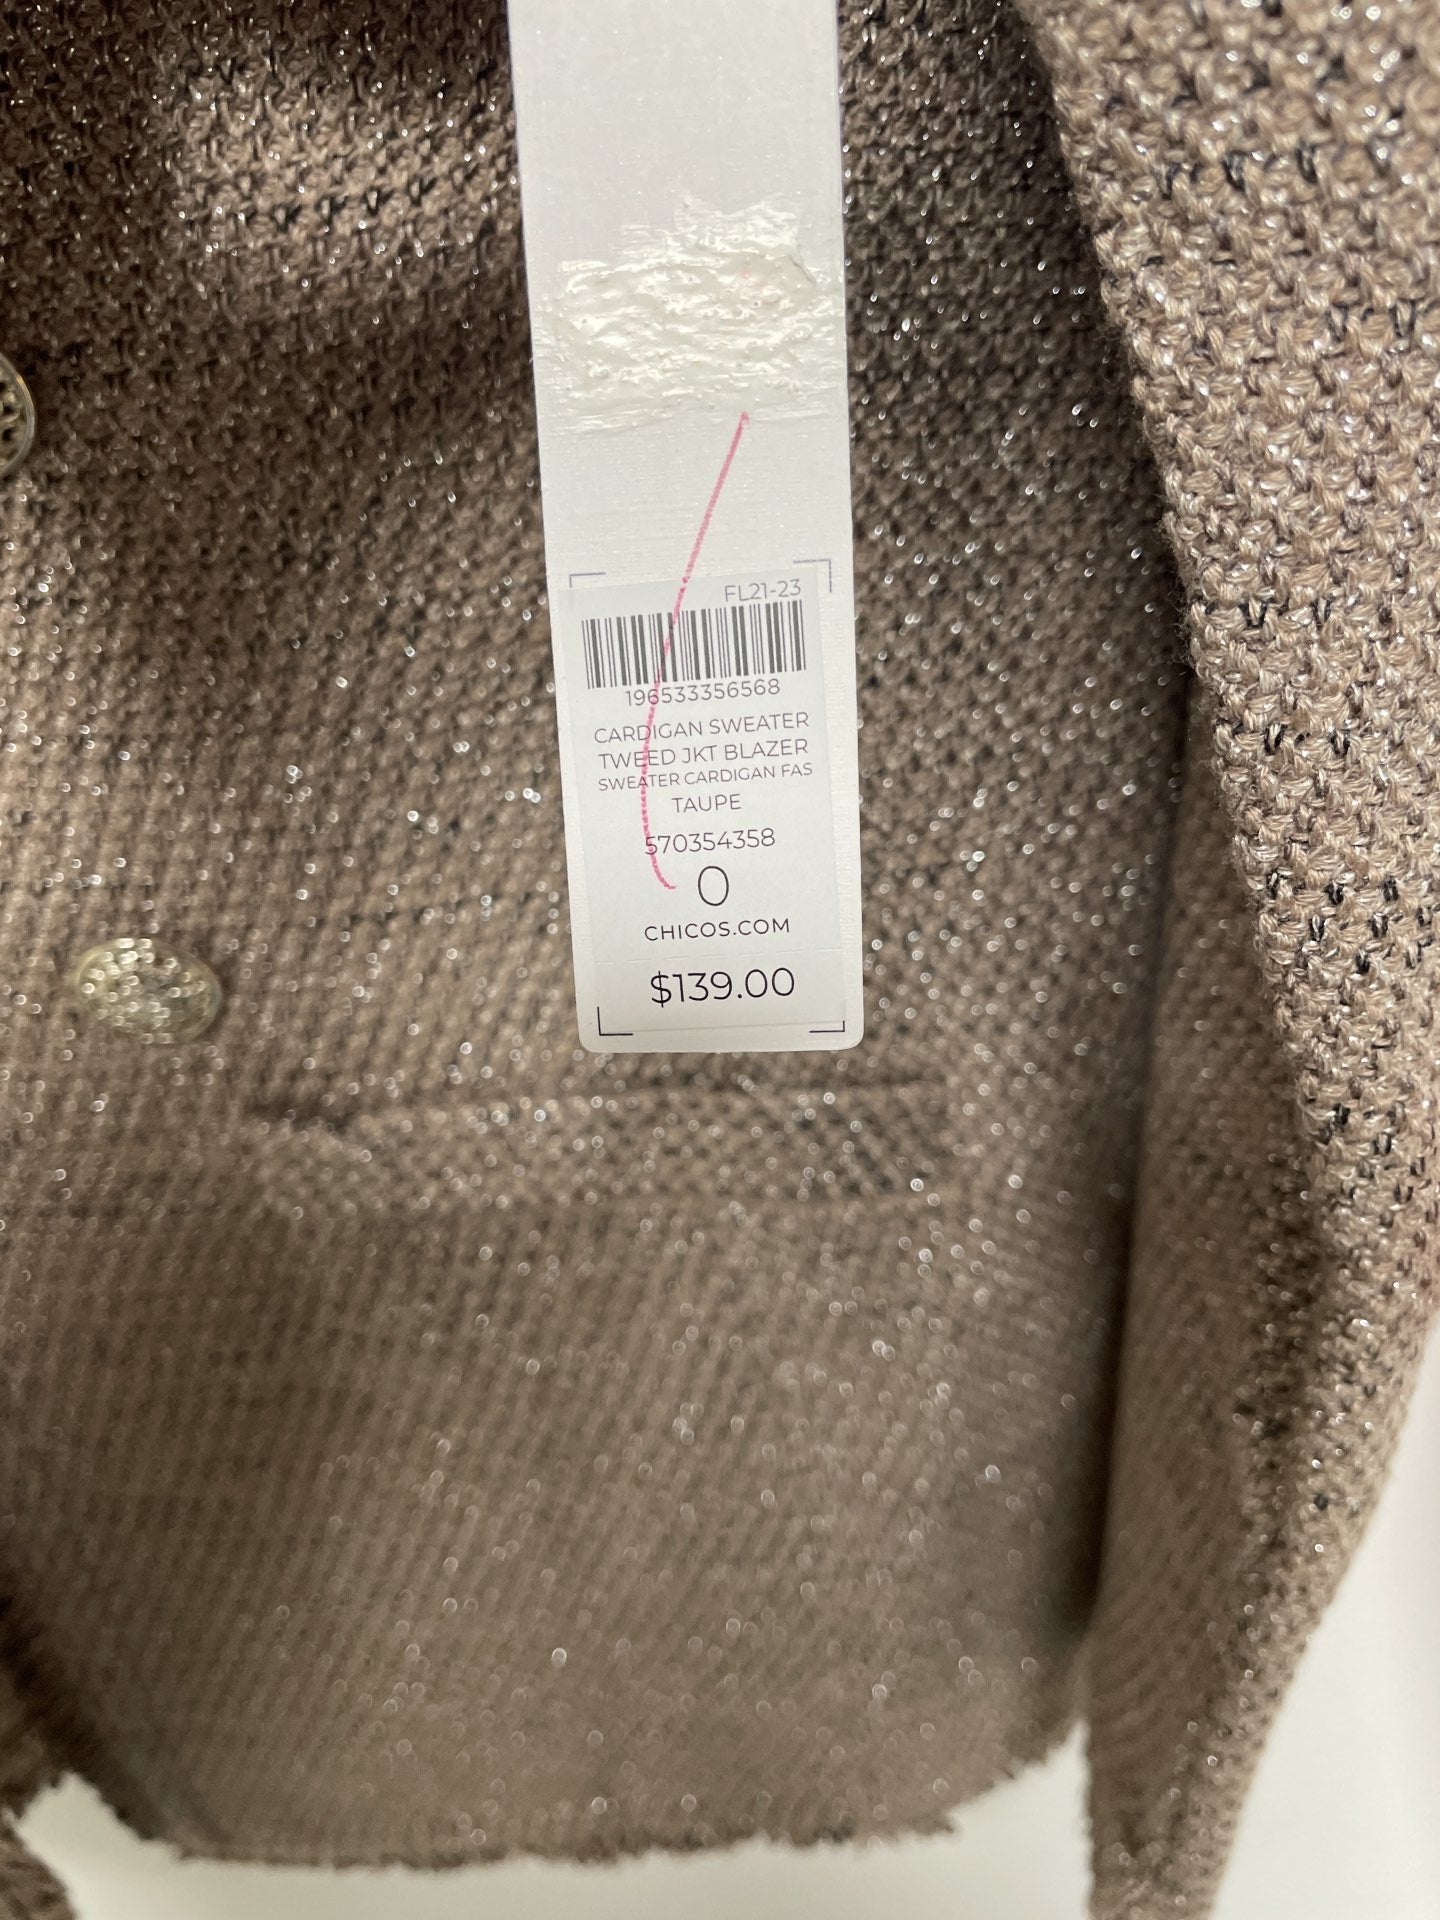 FL21-23
196533356568
CARDIGAN SWEATER
TWEED JKT BLAZER
SWEATER CARDIGAN FAS
TAUPE
570354358
0
CHICOS.COM
$139.00